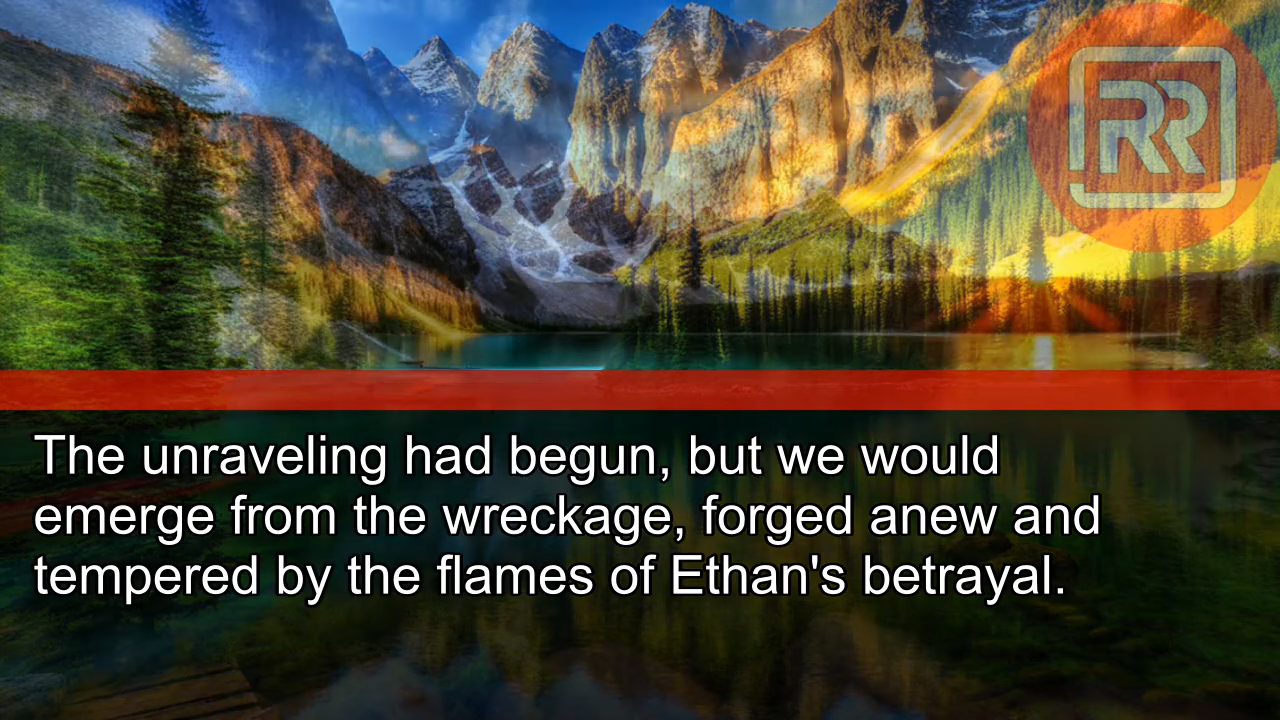 RR
The unraveling had begun, but we would
emerge from the wreckage, forged anew and
tempered by the flames of Ethan's betrayal.